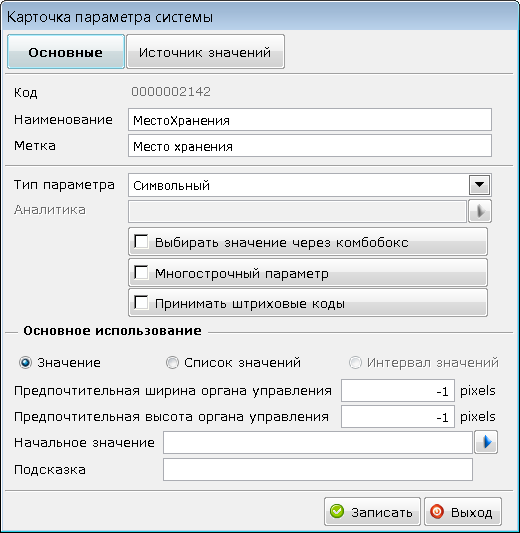 Карточка параметра системы
Основные Источник значений
Код 0000002142
Наименование МестоХранения
Метка Место хранения
Тип параметра Символьный
Аналитика
Выбирать значение через комбобокс
Многострочный параметр
Принимать штриховые коды
Основное использование
Значение Список значений Интервал значений
Предпочтительная ширина органа управления -1 pixels
Предпочтительная высота органа управления -1 pixels
Начальное значение
Подсказка
Записать Выход